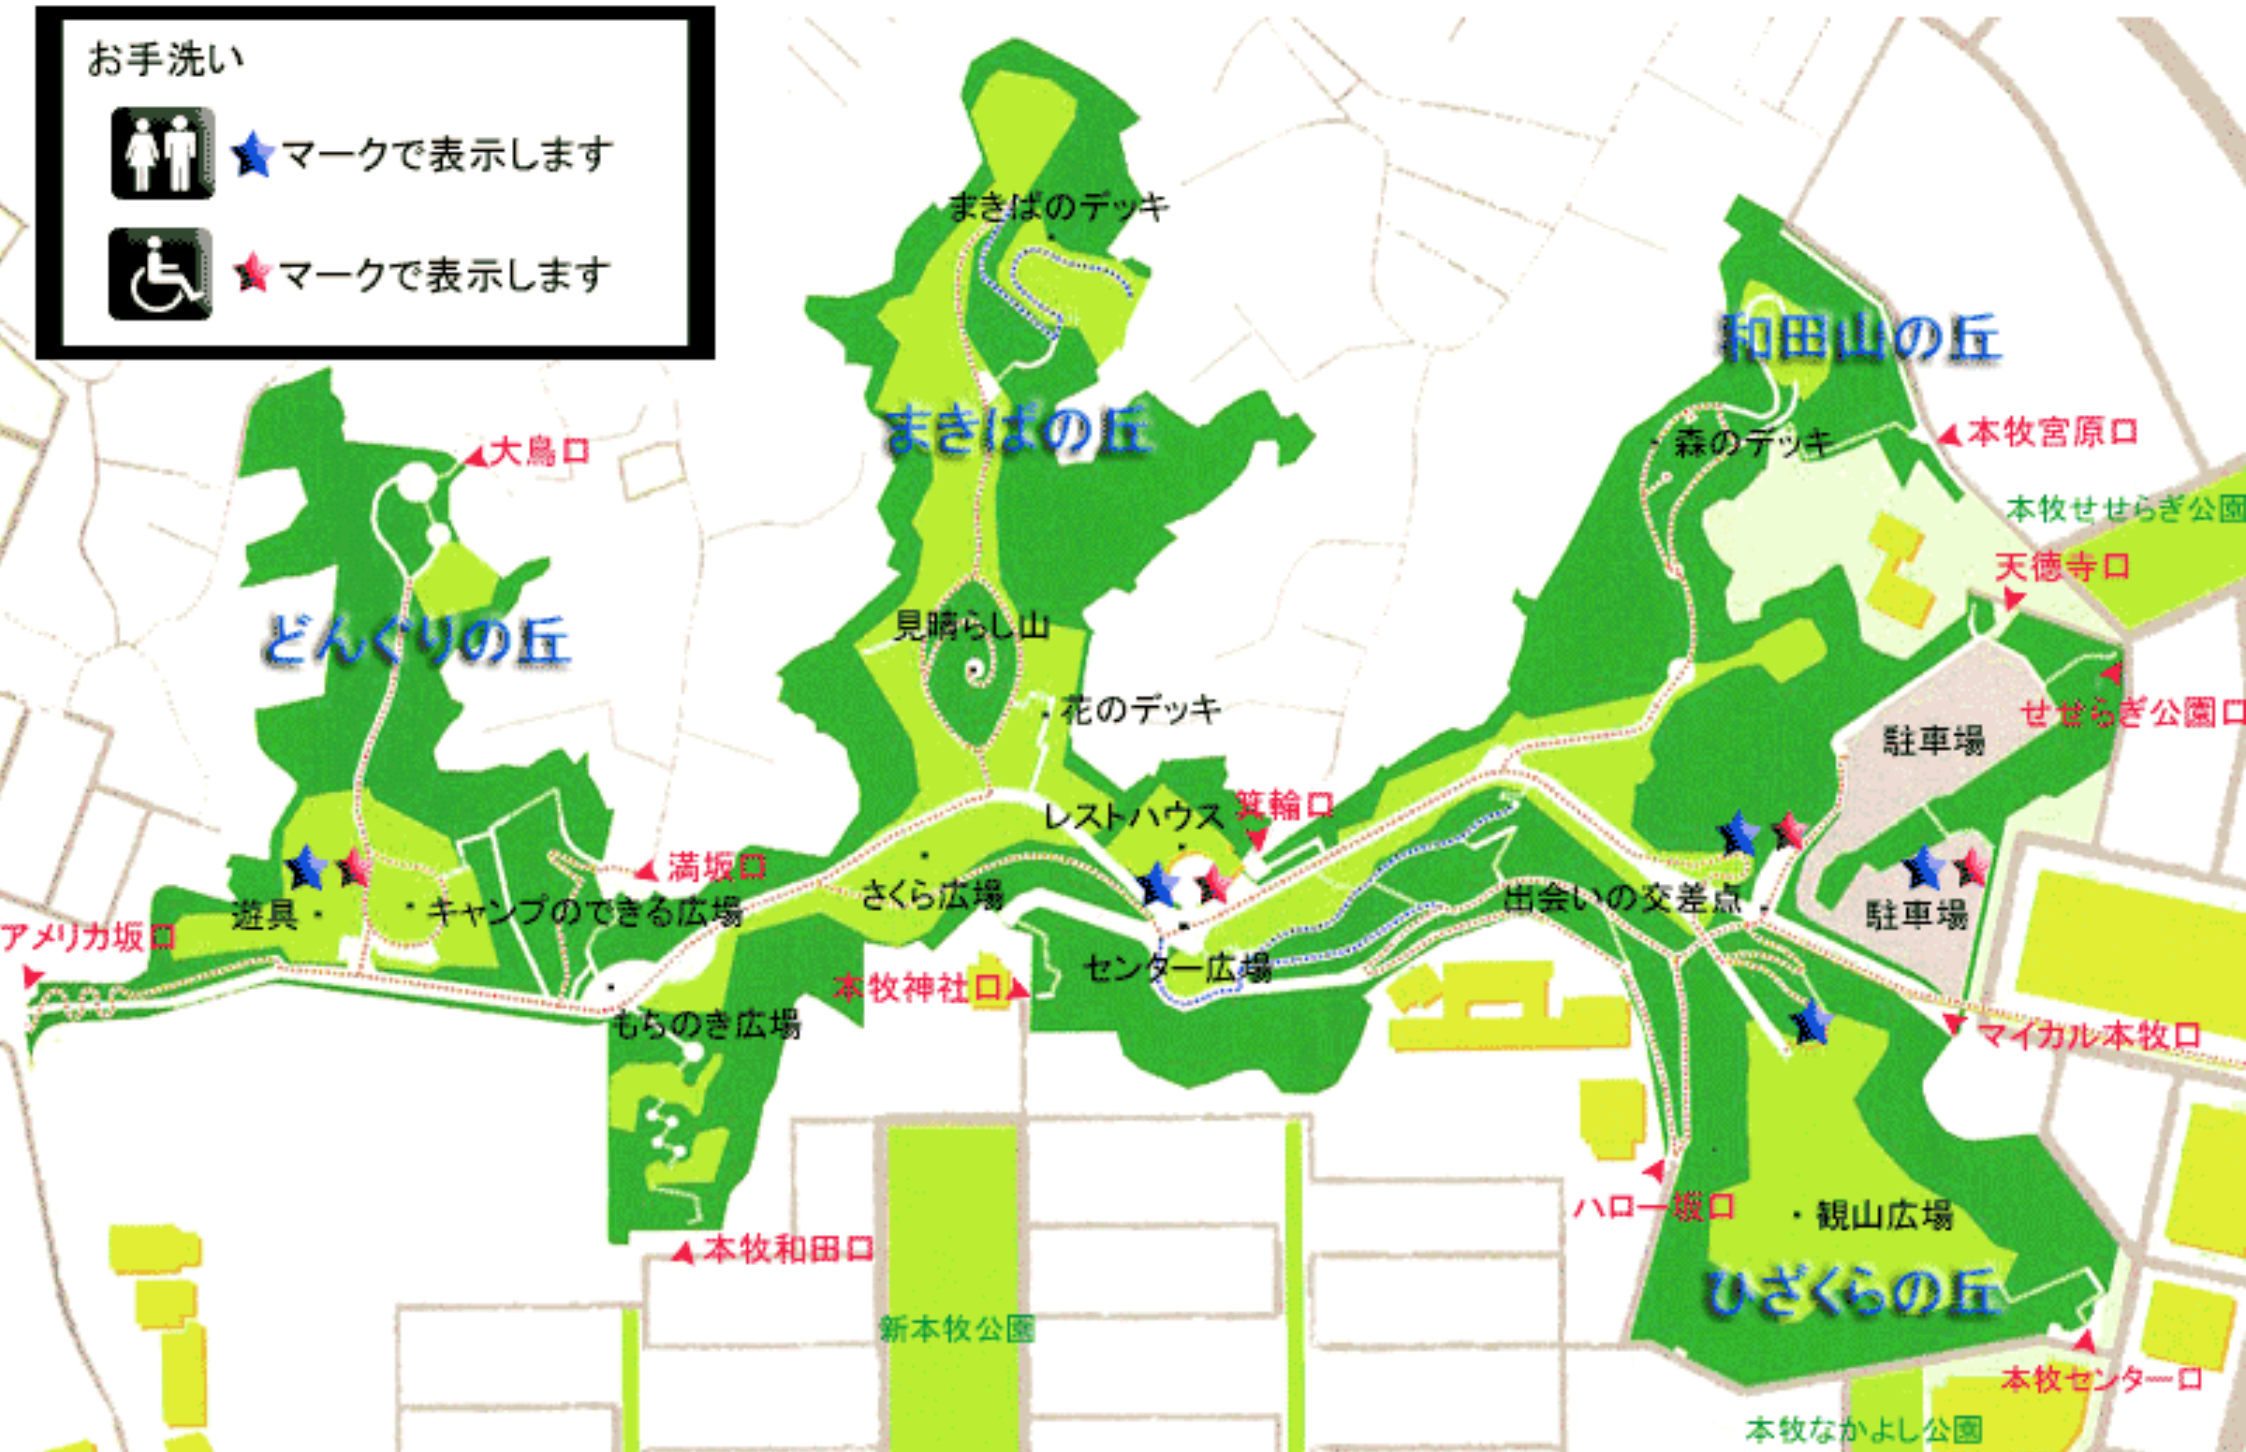 お手洗い
マークで表示します
マークで表示します
まきばのデッキ
和田山の丘
まきばの丘
本牧宮原口
森のデッキ
大鳥口
本牧せせらぎ公園
天徳寺口
見晴らし山
どんぐりの丘
花のデッキ
せせらぎ公園口
駐車場
レストハウス
箕輪口
満坂口
さくら広場
出会いの交差点
駐車場
遊具
キャンプのできる広場
アメリカ坂口
センター広場
本牧神社口
もちのき広場
マイカル本牧口
ハロー坂口
観山広場
本牧和田口
ひざくらの丘
新本牧公園
本牧センター口
本牧なかよし公園